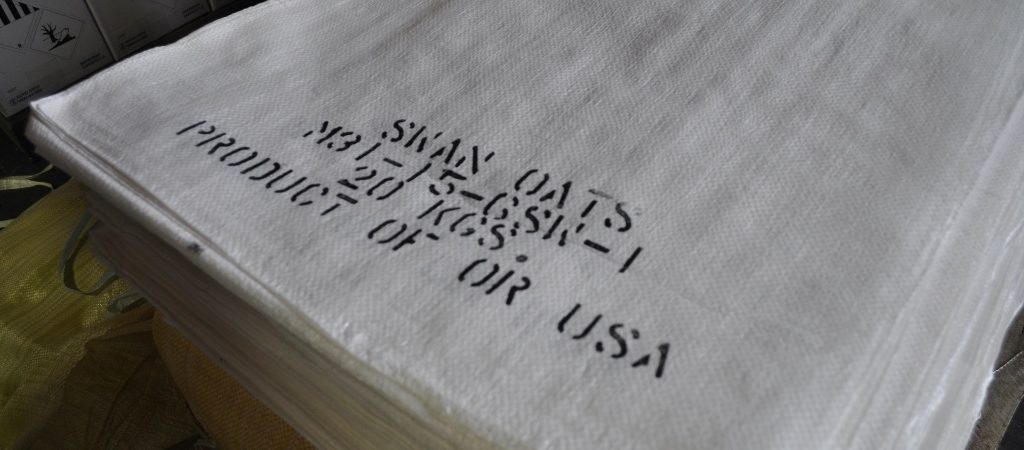 SWAN OATS
M31-15-GSW-1
20 KGS.
PRODUCT OF OR USA